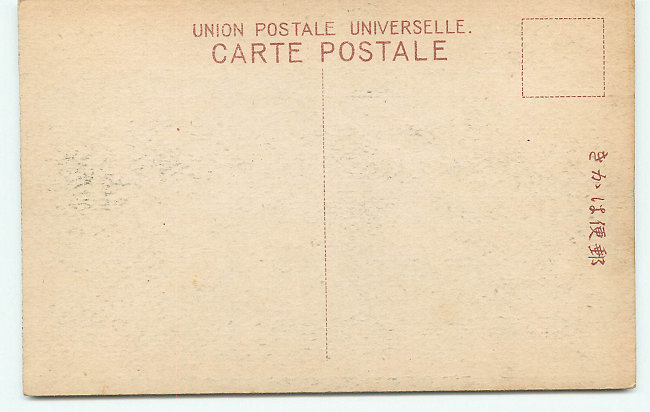 UNION POSTALE UNIVERSELLE.
CARTE POSTALE
郵便はかき